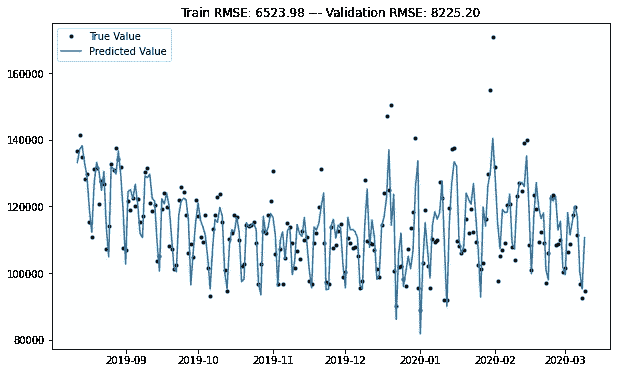 Train RMSE: 6523.98 --- Validation RMSE: 8225.20
True Value
Predicted Value
160000
140000
120000
100000
80000
2019-09 2019-10 2019-11 2019-12 2020-01 2020-02 2020-03